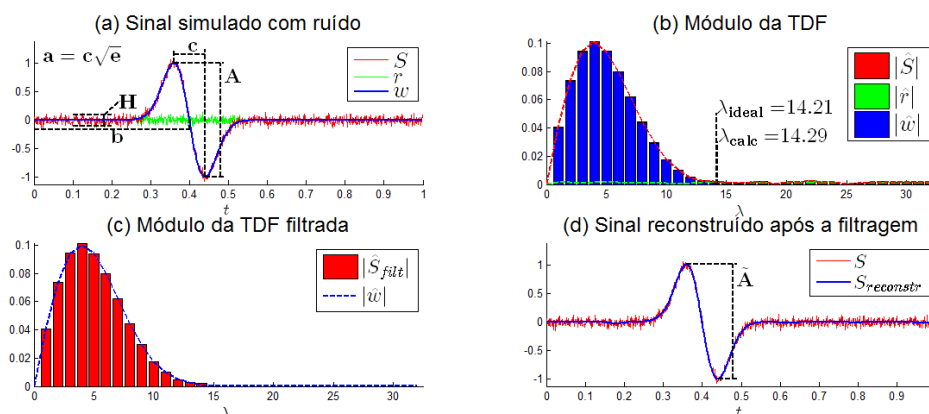 (a) Sinal simulado com ruído
a = c√e
c
A
H
b
S
r
w
1
0.5
0
-0.5
-1
0 0.1 0.2 0.3 0.4 0.5 0.6 0.7 0.8 0.9 1
t
(b) Módulo da TDF
0.1
0.08
0.06
0.04
0.02
0
|Ŝ|
|r̂|
|ŵ|
λideal=14.21
λcalc=14.29
0 5 10 15 20 25 30
λ
(c) Módulo da TDF filtrada
0.1
0.08
0.06
0.04
0.02
0
|Ŝfilt|
|ŵ|
0 5 10 15 20 25 30
(d) Sinal reconstruído após a filtragem
1
0.5
0
-0.5
-1
Ã
S
Sreconstr
0 0.1 0.2 0.3 0.4 0.5 0.6 0.7 0.8 0.9
t